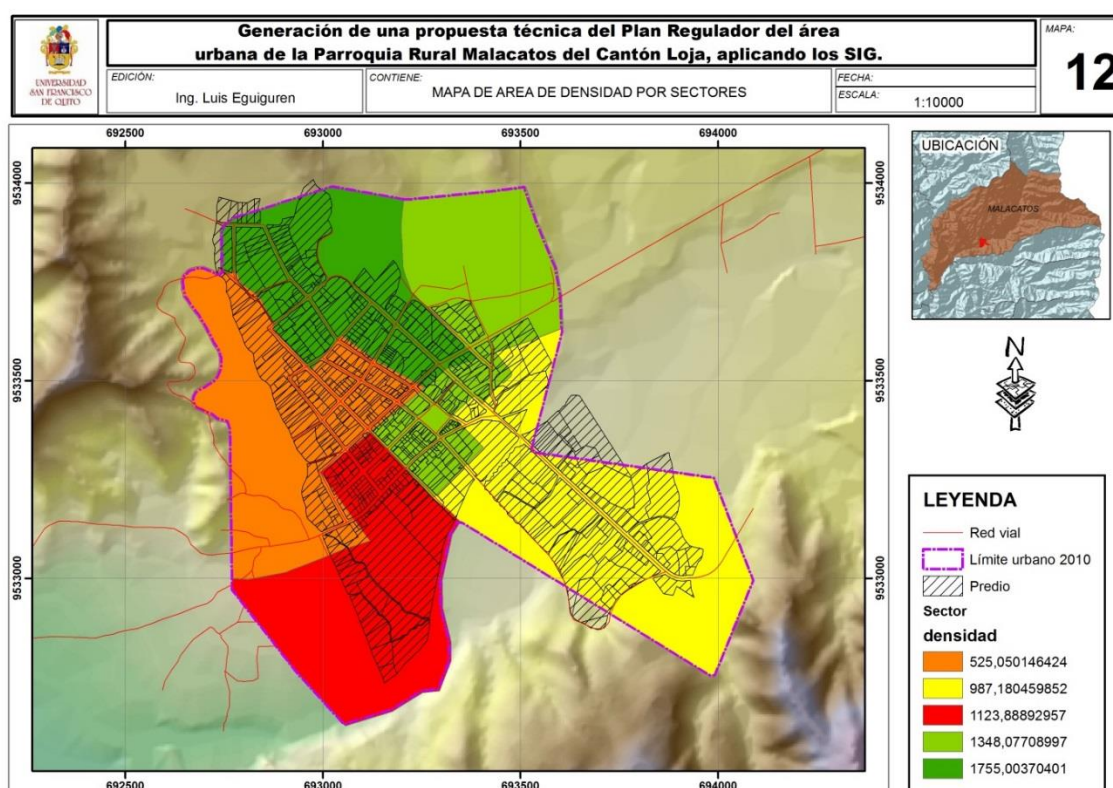 UNIVERSIDAD
SAN FRANCISCO
DE QUITO
Generación de una propuesta técnica del Plan Regulador del área
urbana de la Parroquia Rural Malacatos del Cantón Loja, aplicando los SIG.
EDICIÓN:
Ing. Luis Eguiguren
CONTIENE:
MAPA DE AREA DE DENSIDAD POR SECTORES
FECHA:
ESCALA:
1:10000
MAPA:
12
692500 693000 693500 694000
9534000
9533500
9533000
9534000
9533500
9533000
692500 693000 693500 694000
UBICACIÓN
MALACATOS
N
LEYENDA
Red vial
Límite urbano 2010
Predio
Sector
densidad
525,050146424
987,180459852
1123,88892957
1348,07708997
1755,00370401